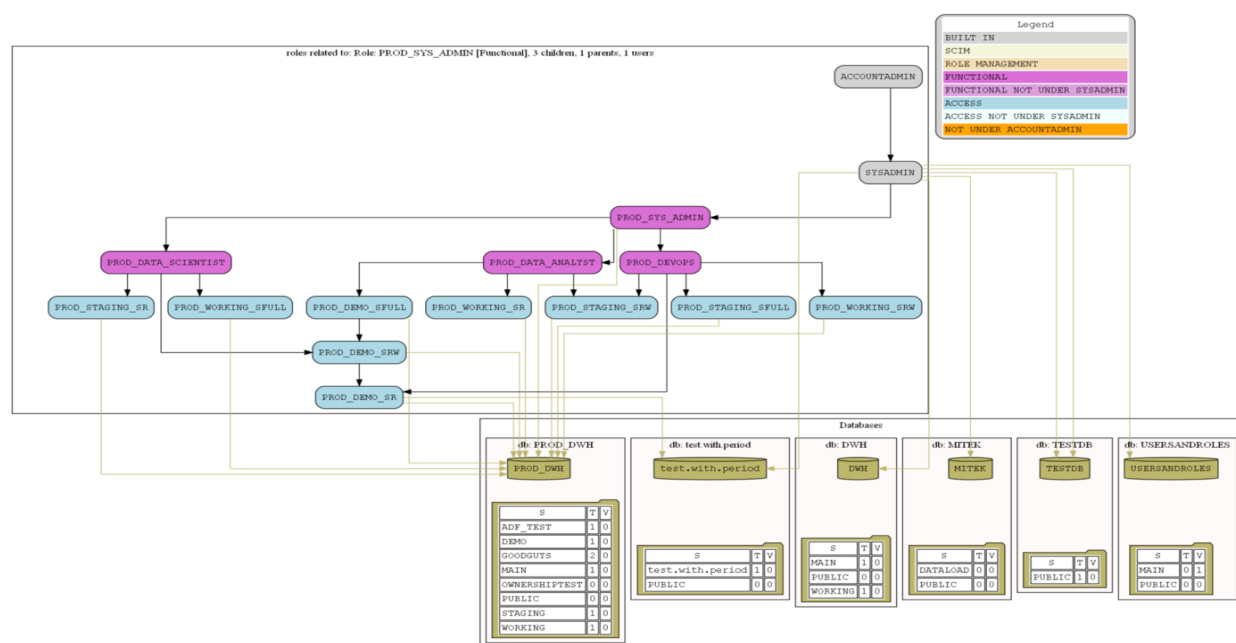 Legend
BUILT IN
SCIM
ROLE MANAGEMENT
FUNCTIONAL
FUNCTIONAL NOT UNDER SYSADMIN
ACCESS
ACCESS NOT UNDER SYSADMIN
NOT UNDER ACCOUNTADMIN
roles related to: Role: PROD_SYS_ADMIN [Functional], 3 children, 1 parents, 1 users
ACCOUNTADMIN
SYSADMIN
PROD_SYS_ADMIN
PROD_DATA_SCIENTIST
PROD_DATA_ANALYST
PROD_DEVOPS
PROD_STAGING_SR
PROD_WORKING_SFULL
PROD_DEMO_SFULL
PROD_WORKING_SR
PROD_STAGING_SRW
PROD_STAGING_SFULL
PROD_WORKING_SRW
PROD_DEMO_SRW
PROD_DEMO_SR
Databases
db: PROD_DWH
PROD_DWH
S T V
ADF_TEST 1 0
DEMO 1 0
GOODGUYS 2 0
MAIN 1 0
OWNERSHIPTEST 0 0
PUBLIC 0 0
STAGING 1 0
WORKING 1 0
db: test.with.period
test.with.period
S T V
test.with.period 1 0
PUBLIC 0 0
db: DWH
DWH
S T V
MAIN 1 0
PUBLIC 0 0
WORKING 1 0
db: MITEK
MITEK
S T V
DATALOAD 0 0
PUBLIC 0 0
db: TESTDB
TESTDB
S T V
PUBLIC 1 0
db: USERSANDROLES
USERSANDROLES
S T V
MAIN 0 1
PUBLIC 0 0